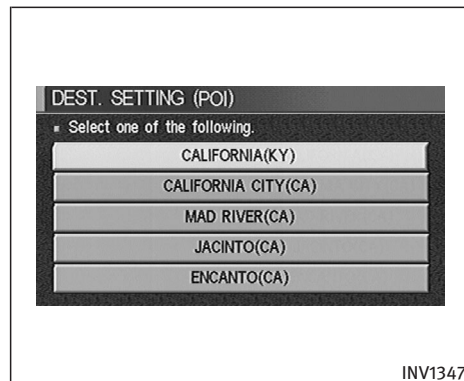 DEST. SETTING (POI)
Select one of the following.
CALIFORNIA(KY)
CALIFORNIA CITY(CA)
MAD RIVER(CA)
JACINTO(CA)
ENCANTO(CA)
INV1347